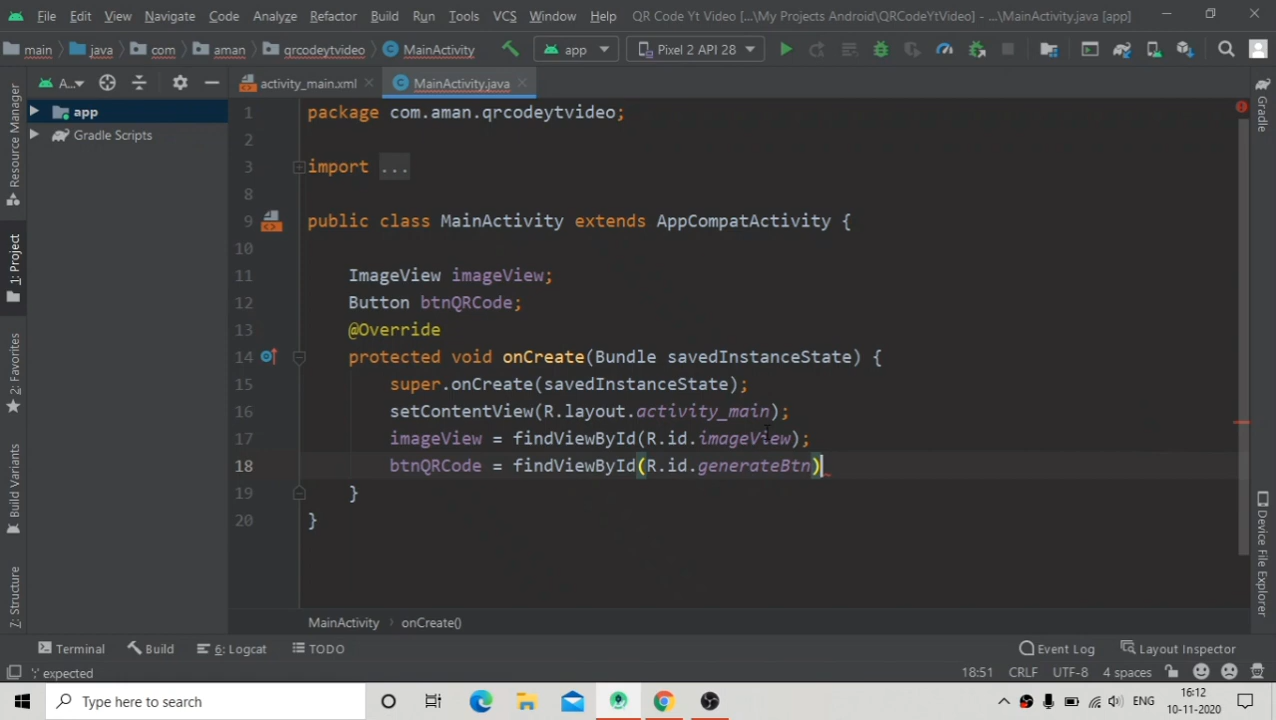 File Edit View Navigate Code Analyze Refactor Build Run Tools VCS Window Help QR Code Yt Video [...\My Projects Android\QRCodeYtVideo] - ...\MainActivity.java [app]
main java com aman qrcodeytvideo MainActivity app Pixel 2 API 28
A... activity_main.xml MainActivity.java
app
Gradle Scripts
Resource Manager
1: Project
2: Favorites
Build Variants
Z: Structure
1 package com.aman.qrcodeytvideo;
2
3 import ...
8
9 public class MainActivity extends AppCompatActivity {
10
11 ImageView imageView;
12 Button btnQRCode;
13 @Override
14 protected void onCreate(Bundle savedInstanceState) {
15 super.onCreate(savedInstanceState);
16 setContentView(R.layout.activity_main);
17 imageView = findViewById(R.id.imageView);
18 btnQRCode = findViewById(R.id.generateBtn)
19 }
20 }
Gradle
Device File Explorer
MainActivity onCreate()
Terminal Build 6: Logcat TODO Event Log Layout Inspector
';' expected 18:51 CRLF UTF-8 4 spaces
Type here to search ENG 16:12
10-11-2020